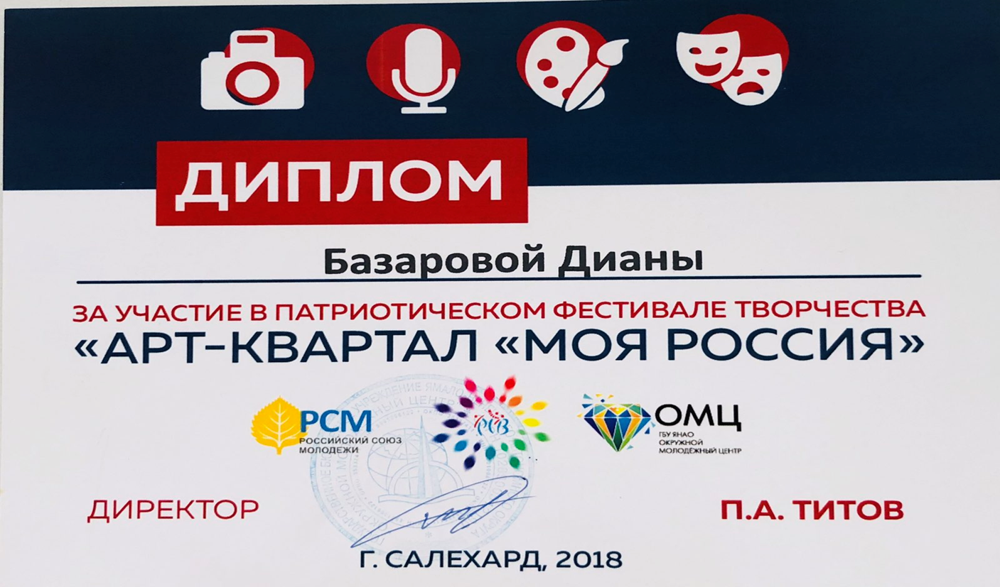 ДИПЛОМ
Базаровой Дианы
ЗА УЧАСТИЕ В ПАТРИОТИЧЕСКОМ ФЕСТИВАЛЕ ТВОРЧЕСТВА
«АРТ-КВАРТАЛ «МОЯ РОССИЯ»
РСМ
РОССИЙСКИЙ СОЮЗ
МОЛОДЕЖИ
РСВ
ОМЦ
ГБУ ЯНАО
ОКРУЖНОЙ
МОЛОДЁЖНЫЙ ЦЕНТР
ДИРЕКТОР
П.А. ТИТОВ
Г. САЛЕХАРД, 2018